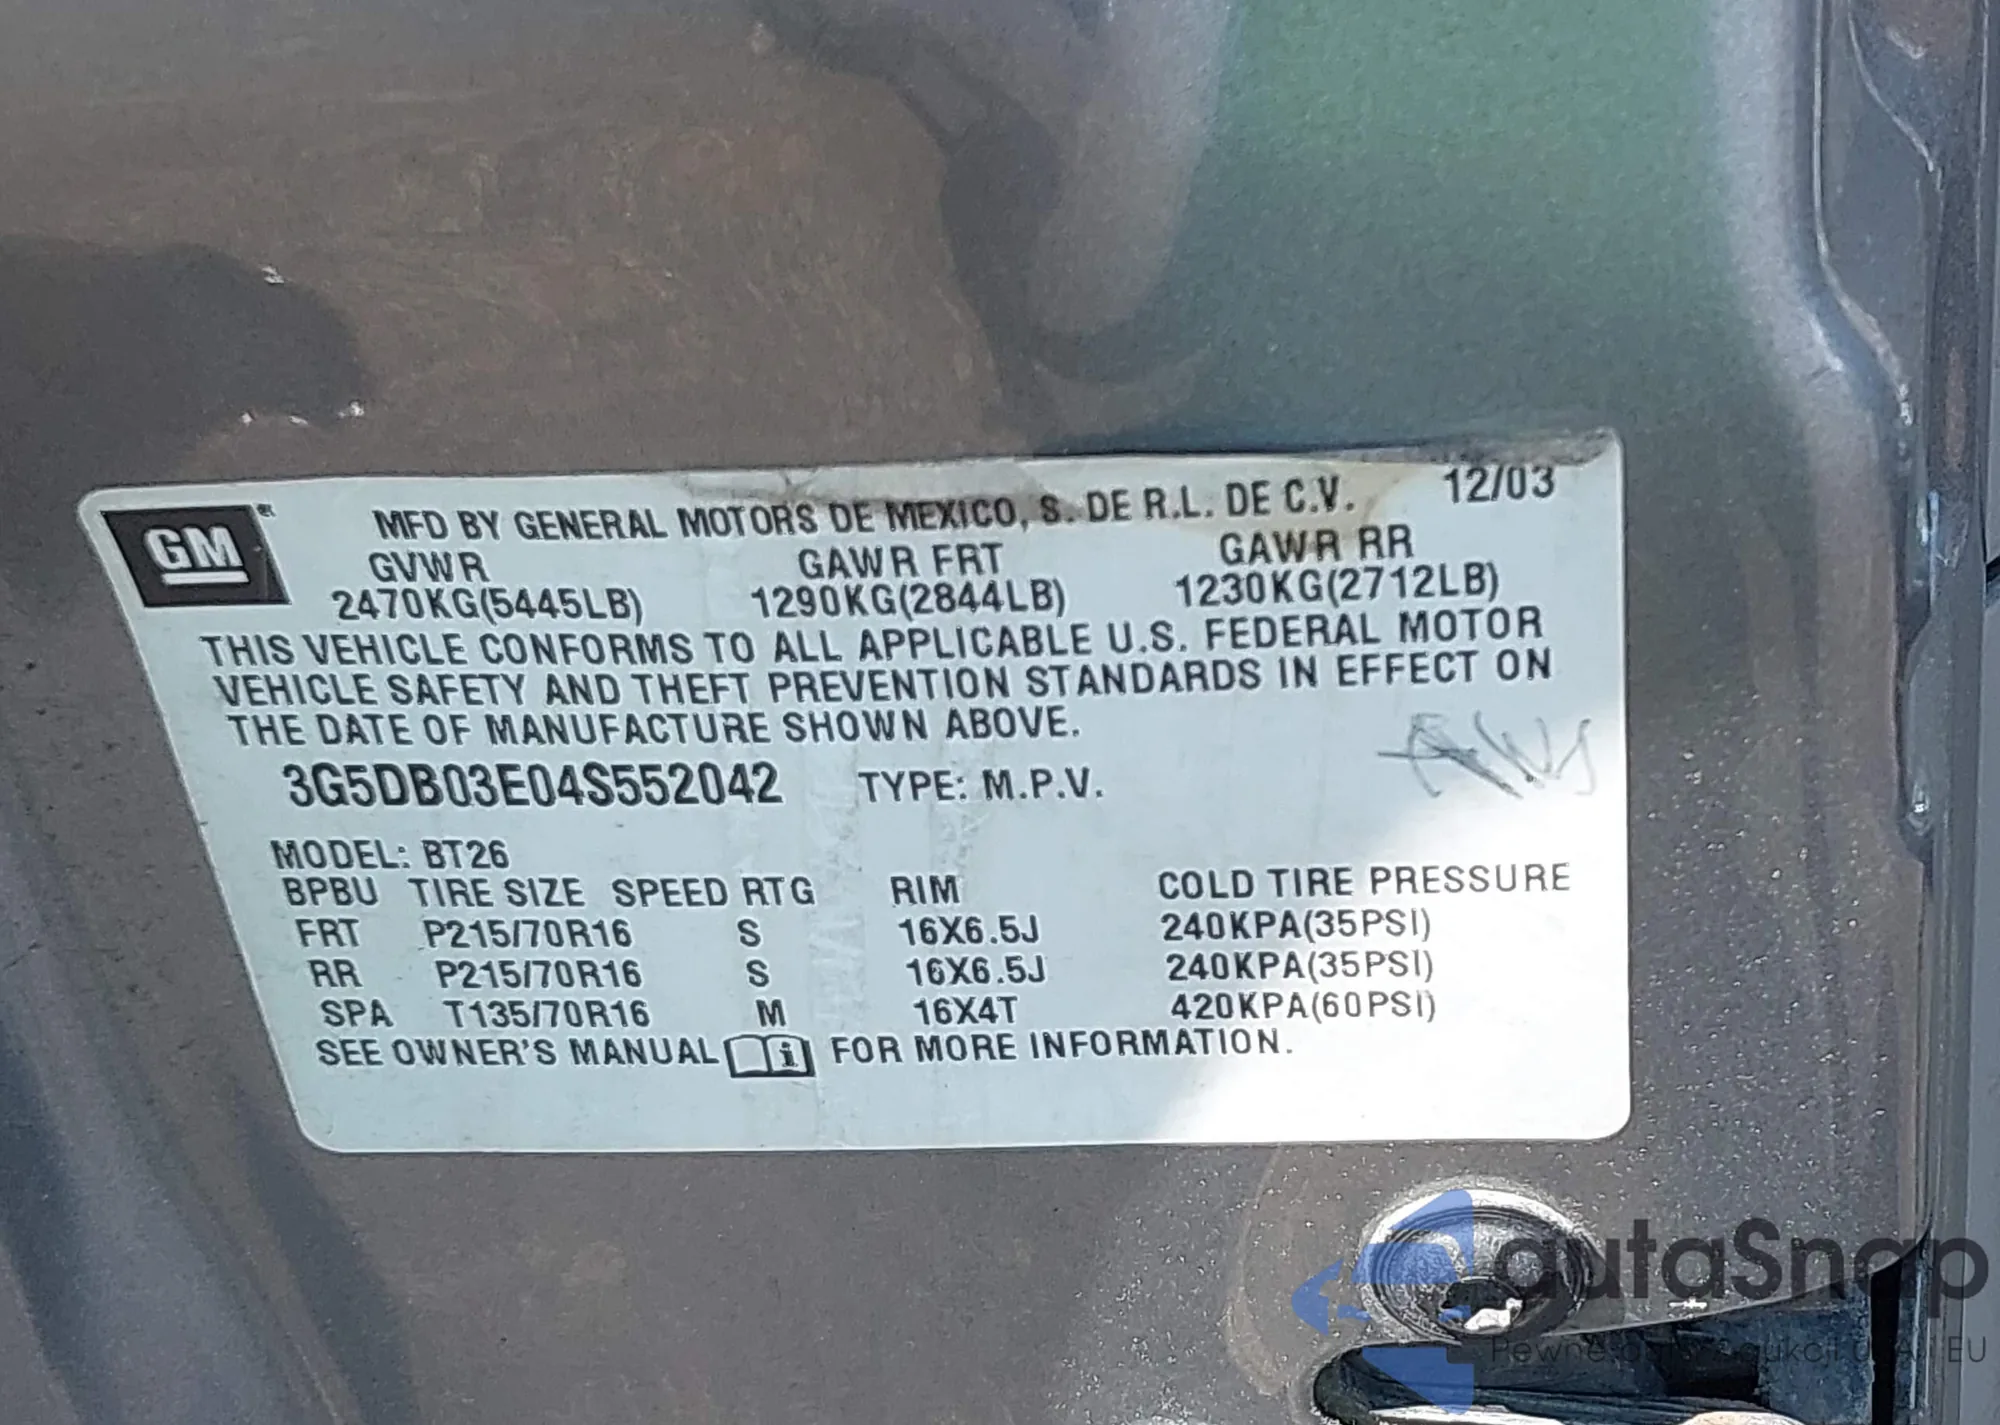 GM
MFD BY GENERAL MOTORS DE MEXICO, S. DE R.L. DE C.V. 12/03
GVWR GAWR FRT GAWR RR
2470KG(5445LB) 1290KG(2844LB) 1230KG(2712LB)
THIS VEHICLE CONFORMS TO ALL APPLICABLE U.S. FEDERAL MOTOR
VEHICLE SAFETY AND THEFT PREVENTION STANDARDS IN EFFECT ON
THE DATE OF MANUFACTURE SHOWN ABOVE.
3G5DB03E04S552042 TYPE: M.P.V.
MODEL: BT26
BPBU TIRE SIZE SPEED RTG RIM COLD TIRE PRESSURE
FRT P215/70R16 S 16X6.5J 240KPA(35PSI)
RR P215/70R16 S 16X6.5J 240KPA(35PSI)
SPA T135/70R16 M 16X4T 420KPA(60PSI)
SEE OWNER'S MANUAL i FOR MORE INFORMATION.
autaSnap
EU